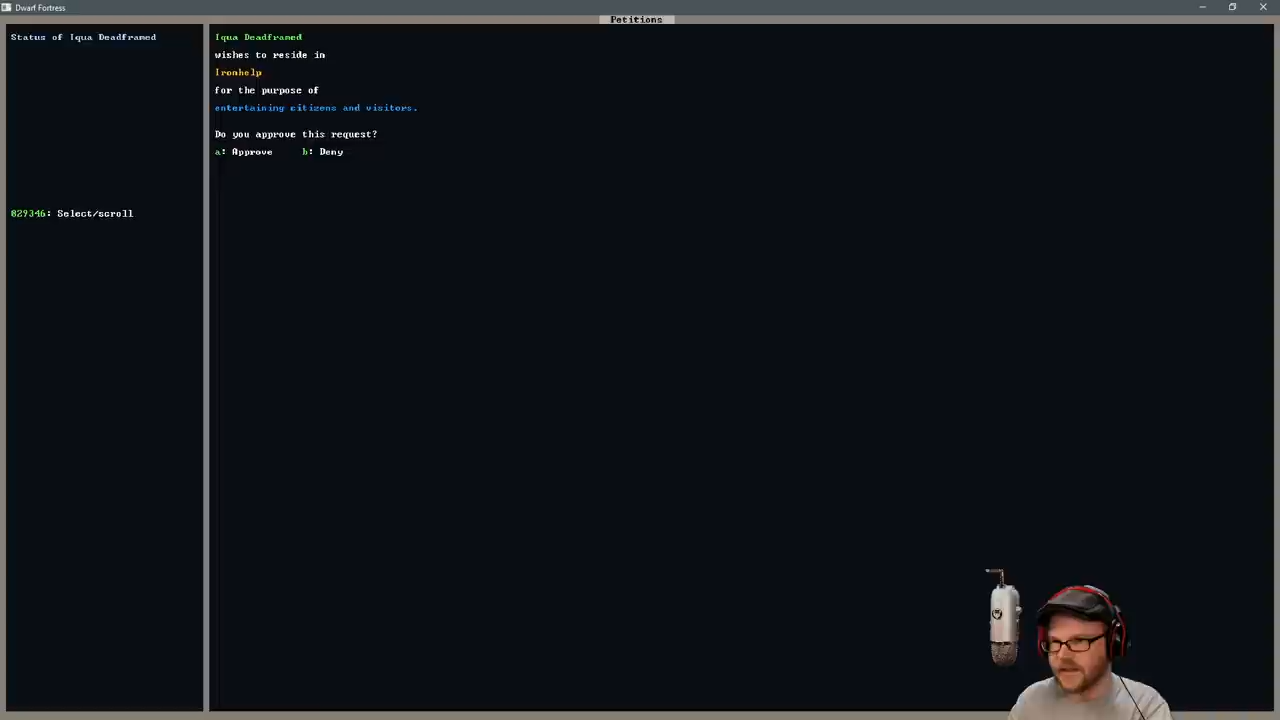 Dwarf Fortress
Petitions
Status of Iqua Deadframed
829346: Select/scroll
Iqua Deadframed
wishes to reside in
Ironhelp
for the purpose of
entertaining citizens and visitors.
Do you approve this request?
a: Approve b: Deny